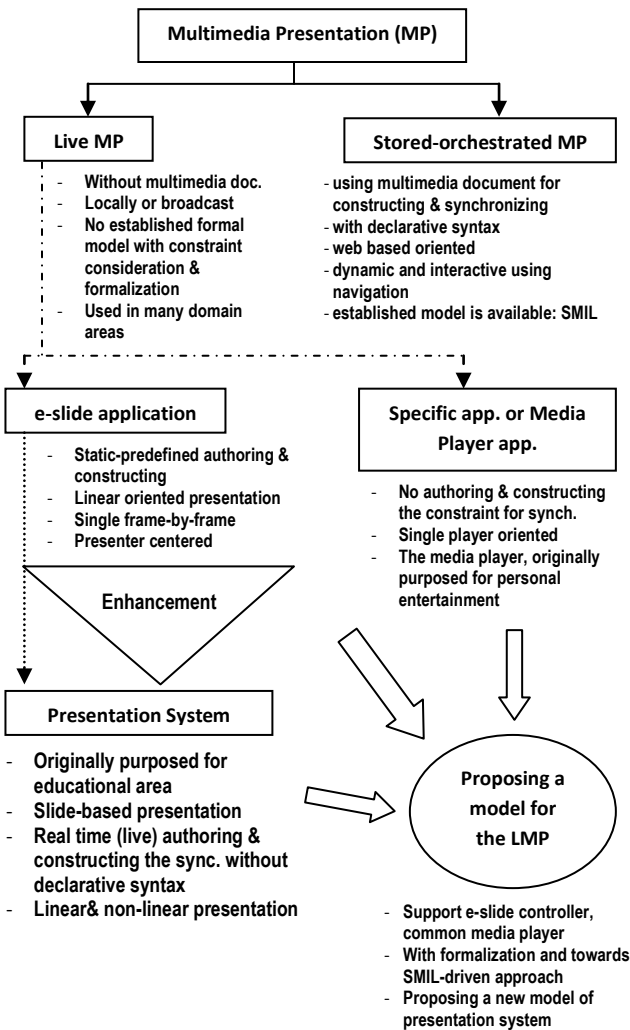 Multimedia Presentation (MP)
Live MP
- Without multimedia doc.
- Locally or broadcast
- No established formal
model with constraint
consideration &
formalization
- Used in many domain
areas
Stored-orchestrated MP
- using multimedia document for
constructing & synchronizing
- with declarative syntax
- web based oriented
- dynamic and interactive using
navigation
- established model is available: SMIL
e-slide application
- Static-predefined authoring &
constructing
- Linear oriented presentation
- Single frame-by-frame
- Presenter centered
Specific app. or Media
Player app.
- No authoring & constructing
the constraint for synch.
- Single player oriented
- The media player, originally
purposed for personal
entertainment
Enhancement
Presentation System
- Originally purposed for
educational area
- Slide-based presentation
- Real time (live) authoring &
constructing the sync. without
declarative syntax
- Linear& non-linear presentation
Proposing a
model for
the LMP
- Support e-slide controller,
common media player
- With formalization and towards
SMIL-driven approach
- Proposing a new model of
presentation system